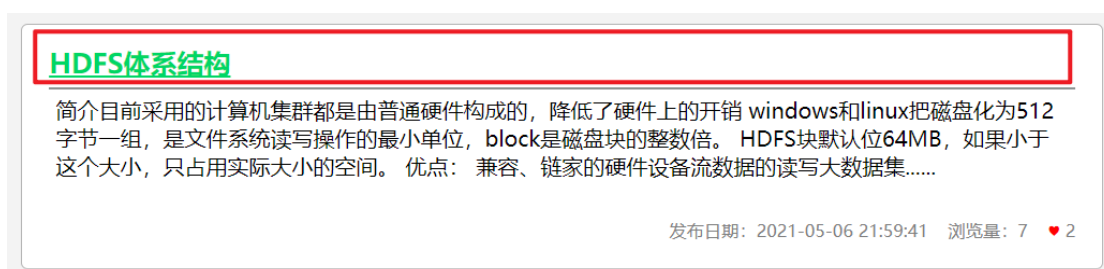 HDFS体系结构
简介目前采用的计算机集群都是由普通硬件构成的，降低了硬件上的开销 windows和linux把磁盘化为512
字节一组，是文件系统读写操作的最小单位，block是磁盘块的整数倍。 HDFS块默认位64MB，如果小于
这个大小，只占用实际大小的空间。 优点： 兼容、链家的硬件设备流数据的读写大数据集......
发布日期：2021-05-06 21:59:41 浏览量：7 ♥2